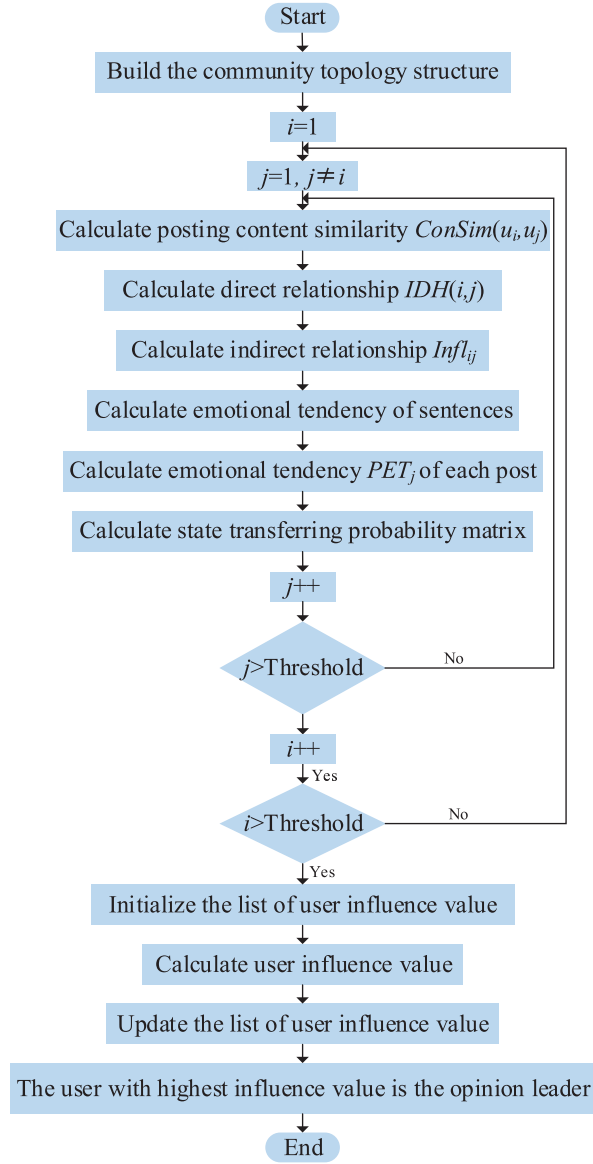 Start
Build the community topology structure
i=1
j=1, j≠i
Calculate posting content similarity ConSim(uᵢ,uⱼ)
Calculate direct relationship IDH(i,j)
Calculate indirect relationship Inflᵢⱼ
Calculate emotional tendency of sentences
Calculate emotional tendency PETⱼ of each post
Calculate state transferring probability matrix
j++
j>Threshold
No
i++
Yes
i>Threshold
No
Yes
Initialize the list of user influence value
Calculate user influence value
Update the list of user influence value
The user with highest influence value is the opinion leader
End